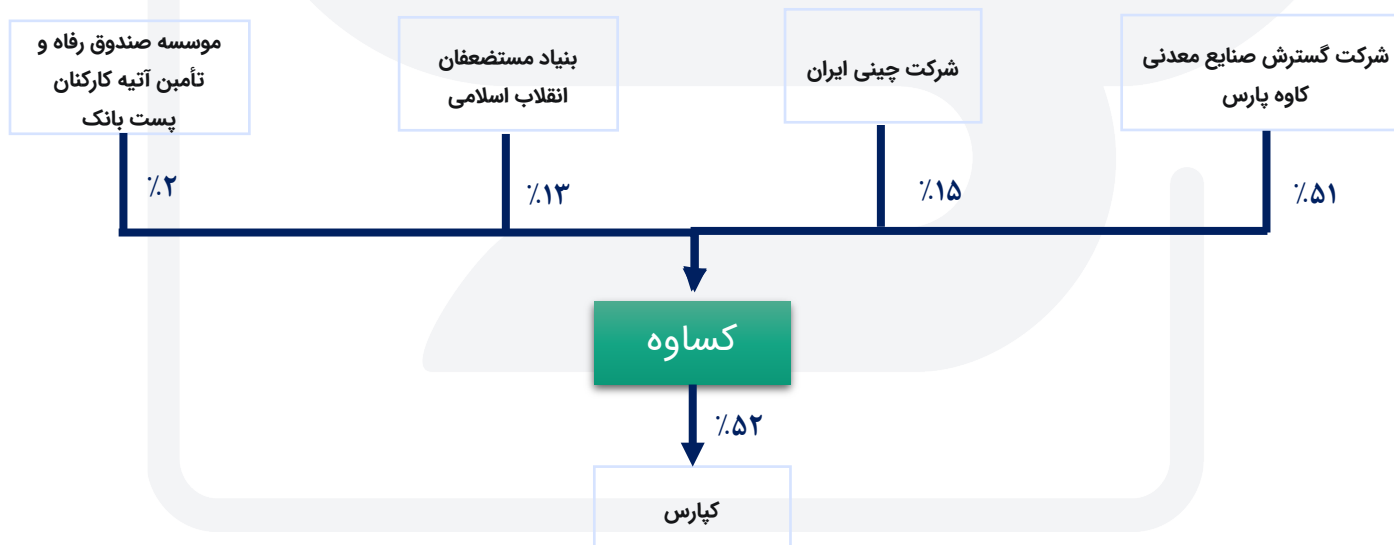 شرکت گسترش صنایع معدنی
کاوه پارس
شرکت چینی ایران
بنیاد مستضعفان
انقلاب اسلامی
موسسه صندوق رفاه و
تأمبن آتیه کارکنان
پست بانک
٪۵۱
٪۱۵
٪۱۳
٪۲
کساوه
٪۵۲
کپارس